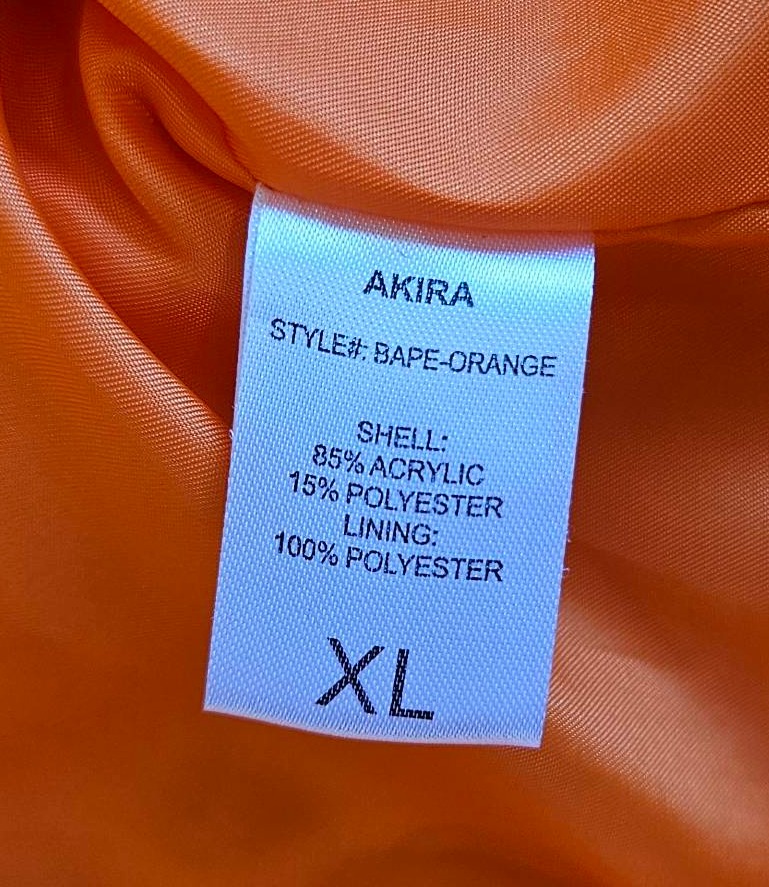 AKIRA
STYLE#: BAPE-ORANGE
SHELL:
85% ACRYLIC
15% POLYESTER
LINING:
100% POLYESTER
XL